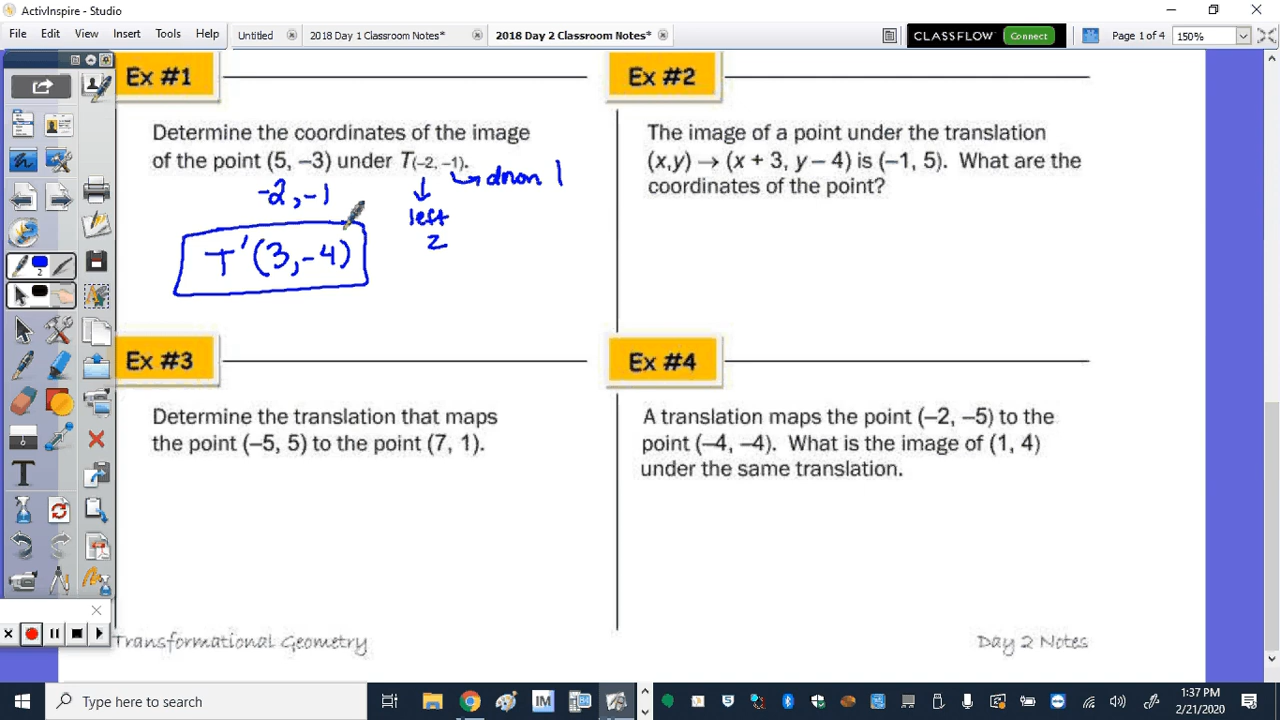 ActivInspire - Studio
File Edit View Insert Tools Help
Untitled
2018 Day 1 Classroom Notes*
2018 Day 2 Classroom Notes*
CLASSFLOW Connect
Page 1 of 4
150%
Ex #1
Determine the coordinates of the image
of the point (5, –3) under T(–2, –1).
-2, -1
left
2
down 1
T'(3, -4)
Ex #2
The image of a point under the translation
(x,y) → (x + 3, y – 4) is (–1, 5). What are the
coordinates of the point?
Ex #3
Determine the translation that maps
the point (–5, 5) to the point (7, 1).
Ex #4
A translation maps the point (–2, –5) to the
point (–4, –4). What is the image of (1, 4)
under the same translation.
Transformational Geometry
Day 2 Notes
2
T
Type here to search
IM
1:37 PM
2/21/2020